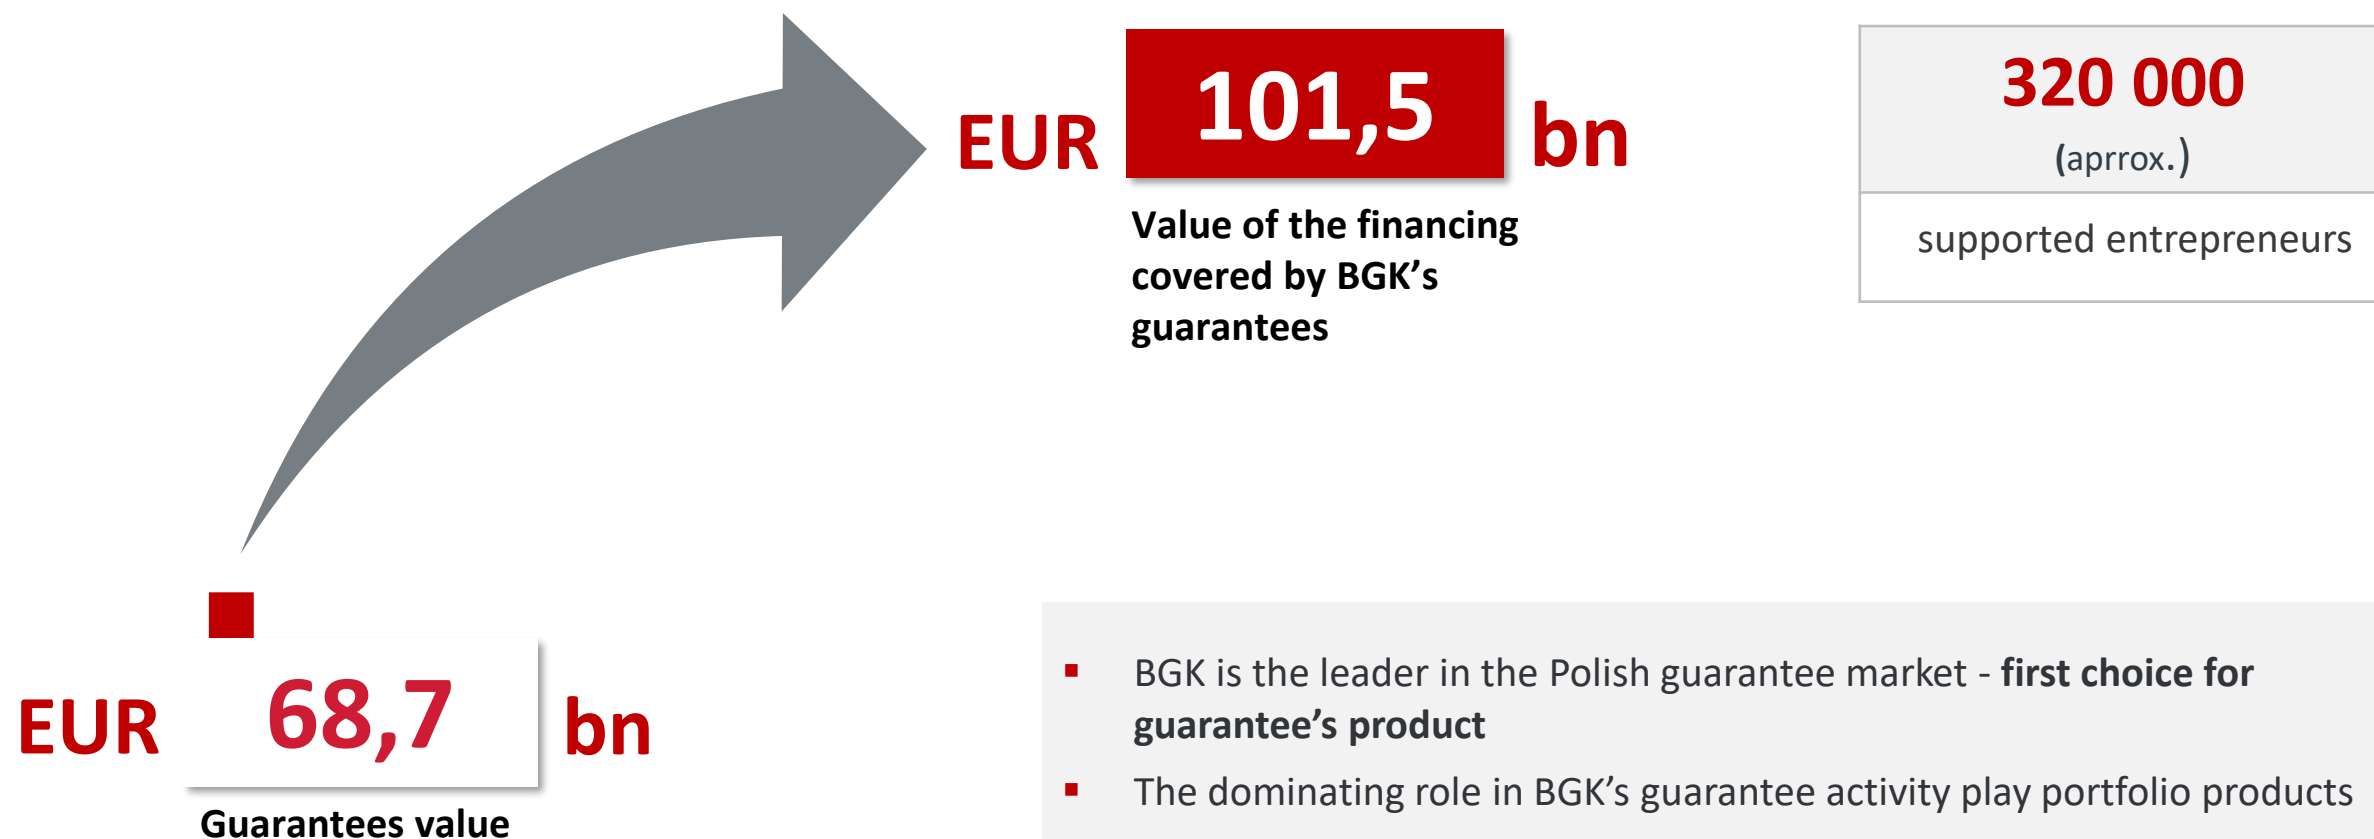 EUR 101,5 bn
Value of the financing
covered by BGK’s
guarantees
320 000
(aprrox.)
supported entrepreneurs
EUR 68,7 bn
Guarantees value
▪ BGK is the leader in the Polish guarantee market - first choice for
guarantee’s product
▪ The dominating role in BGK’s guarantee activity play portfolio products